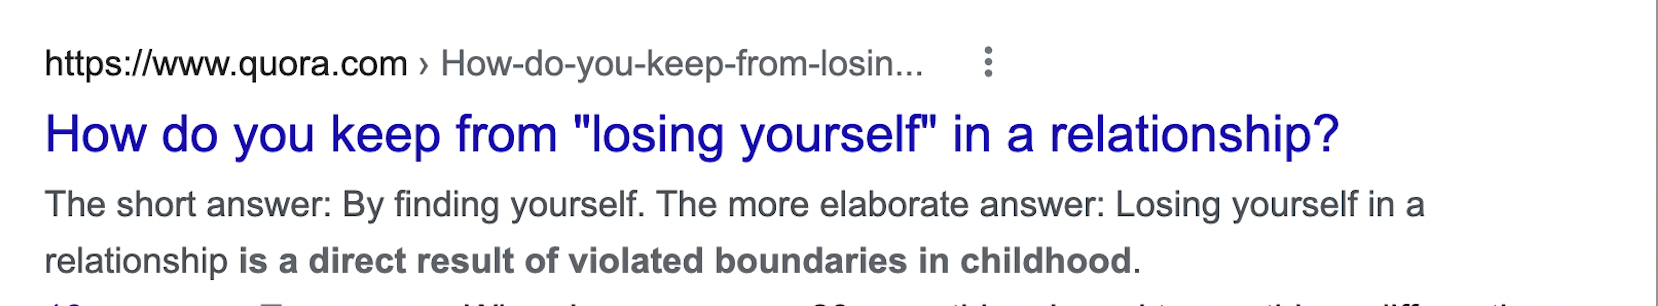 https://www.quora.com › How-do-you-keep-from-losin...
How do you keep from "losing yourself" in a relationship?
The short answer: By finding yourself. The more elaborate answer: Losing yourself in a
relationship is a direct result of violated boundaries in childhood.